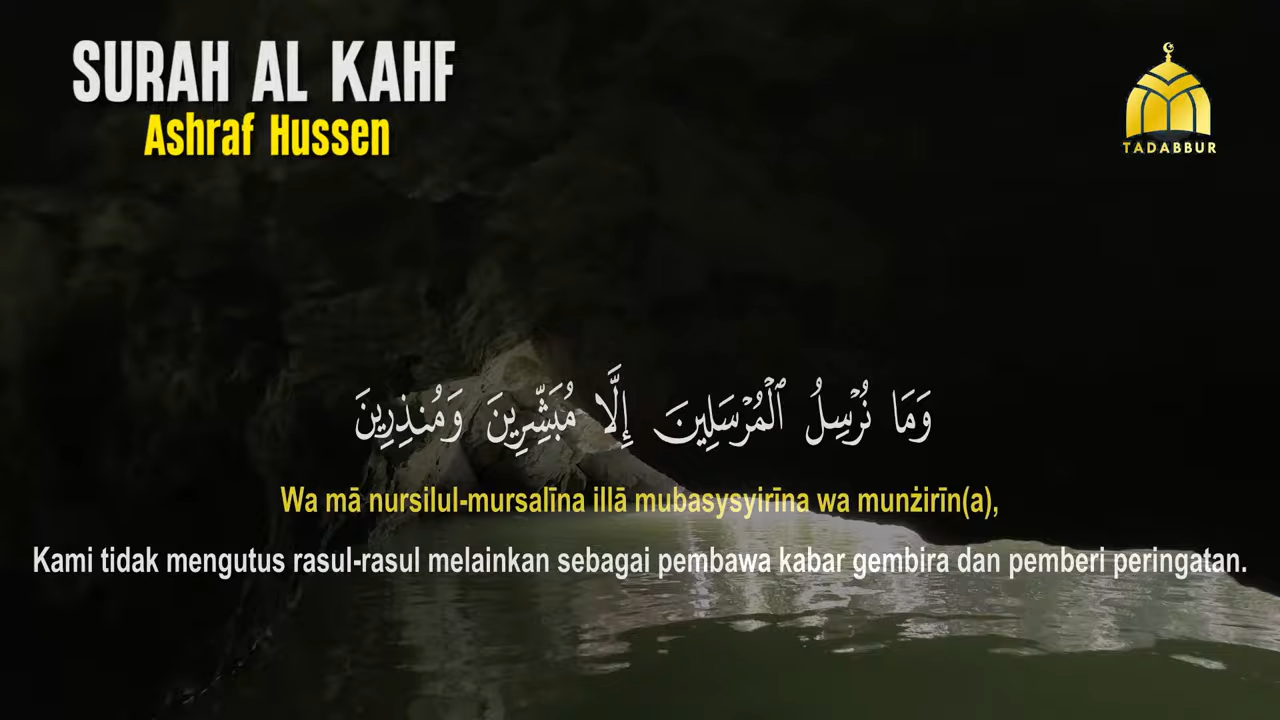 SURAH AL KAHF
Ashraf Hussen
TADABBUR
وَمَا نُرْسِلُ ٱلْمُرْسَلِينَ إِلَّا مُبَشِّرِينَ وَمُنذِرِينَ
Wa mā nursilul-mursalīna illā mubasysyirīna wa munżirīn(a),
Kami tidak mengutus rasul-rasul melainkan sebagai pembawa kabar gembira dan pemberi peringatan.